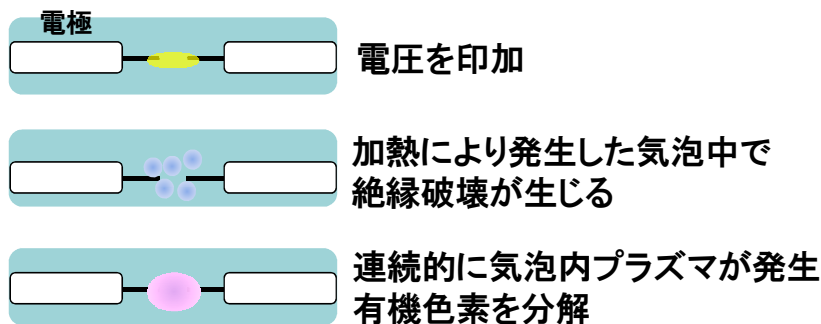 電極
電圧を印加
加熱により発生した気泡中で
絶縁破壊が生じる
連続的に気泡内プラズマが発生
有機色素を分解